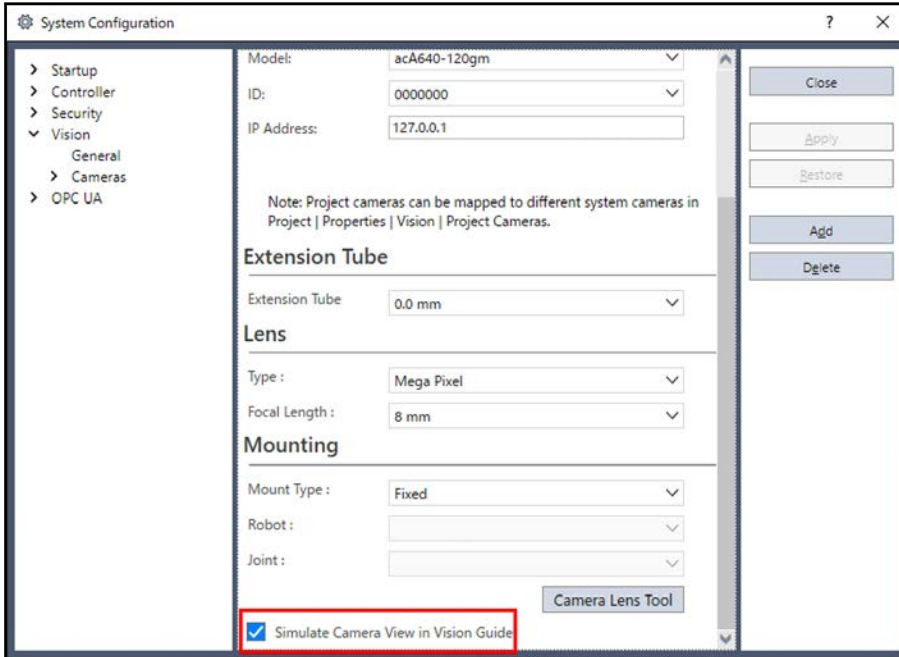 System Configuration
?
Startup
Controller
Security
Vision
General
Cameras
OPC UA
Model: acA640-120gm
ID: 0000000
IP Address: 127.0.0.1
Note: Project cameras can be mapped to different system cameras in
Project | Properties | Vision | Project Cameras.
Extension Tube
Extension Tube 0.0 mm
Lens
Type : Mega Pixel
Focal Length : 8 mm
Mounting
Mount Type : Fixed
Robot :
Joint :
Camera Lens Tool
Simulate Camera View in Vision Guide
Close
Apply
Restore
Add
Delete